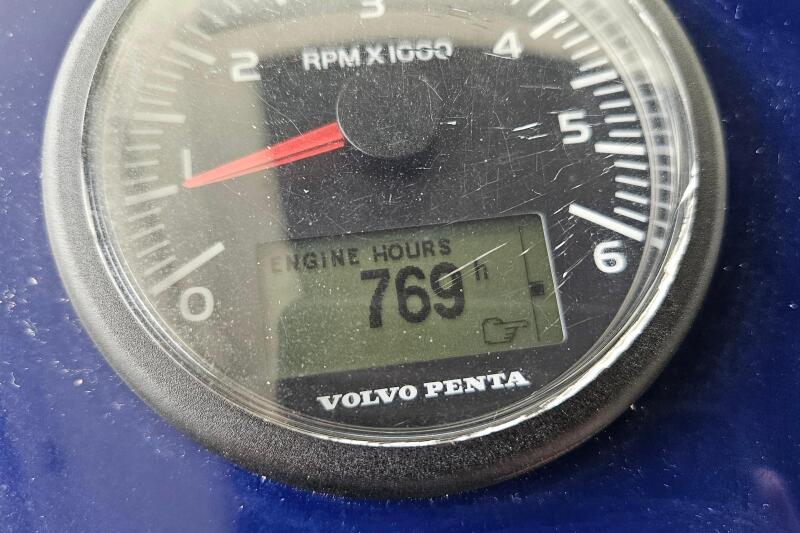 3
2 RPM X 1000 4
1 5
ENGINE HOURS
769 h
0 6
VOLVO PENTA